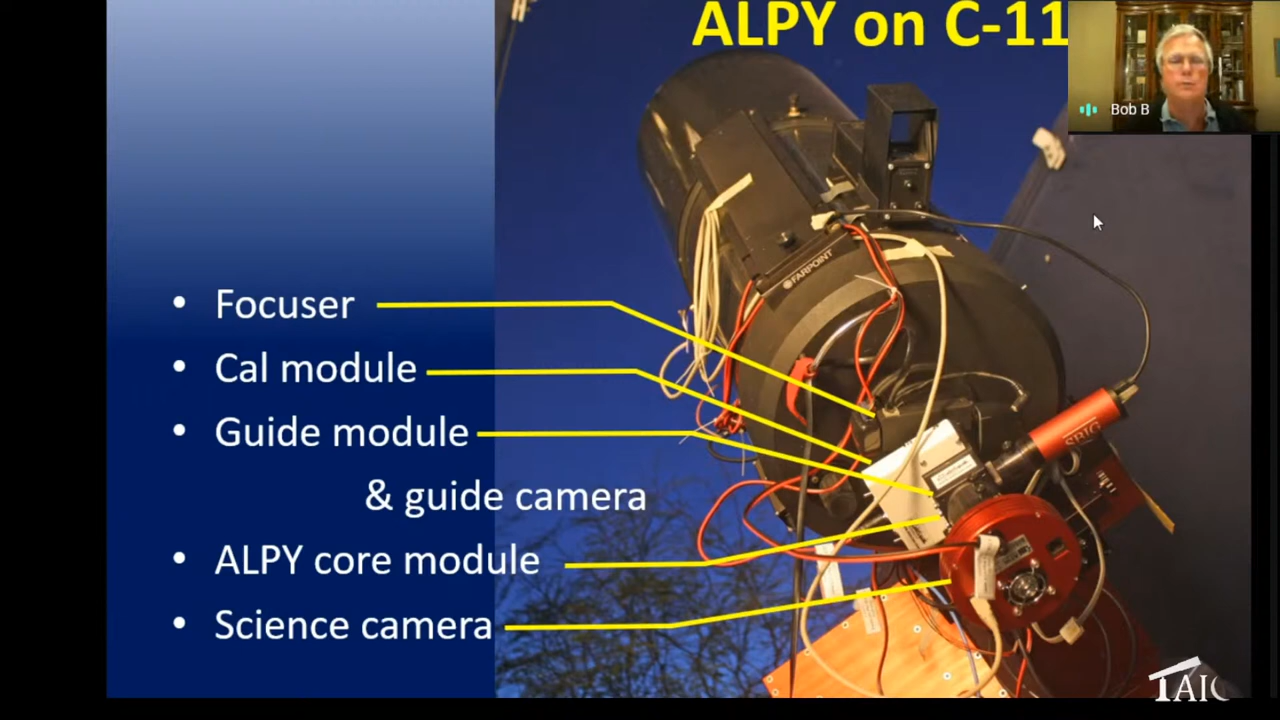 ALPY on C-11
Bob B
FARPOINT
• Focuser
• Cal module
• Guide module
& guide camera
• ALPY core module
• Science camera
SBIG
TAIC